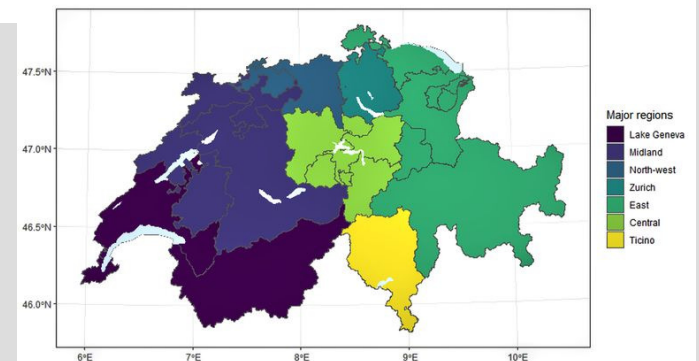 47.5°N
47.0°N
46.5°N
46.0°N
6°E
7°E
8°E
9°E
10°E
Major regions
Lake Geneva
Midland
North-west
Zurich
East
Central
Ticino